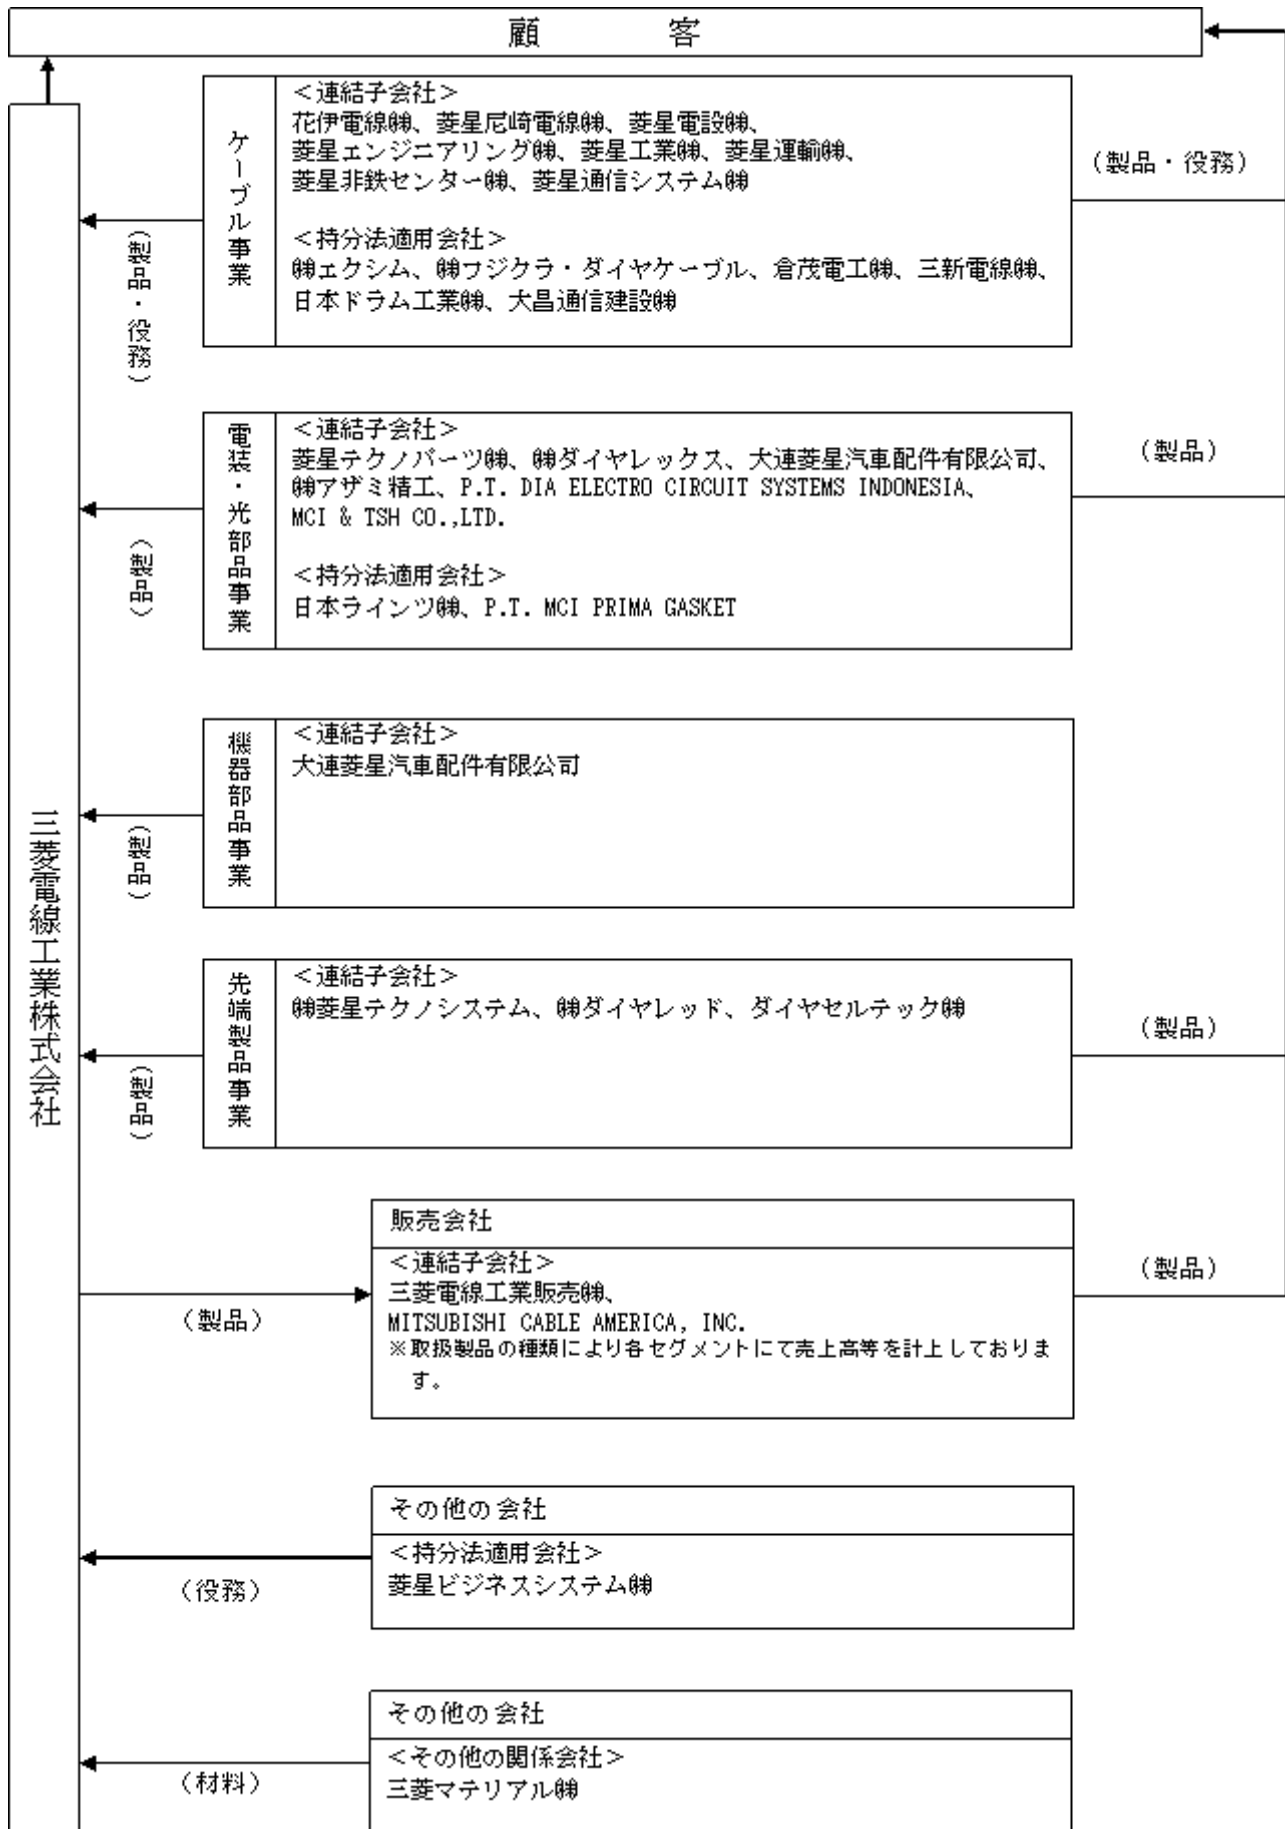 顧客
ケーブル事業
＜連結子会社＞
花伊電線㈱、菱星尼崎電線㈱、菱星電設㈱、
菱星エンジニアリング㈱、菱星工業㈱、菱星運輸㈱、
菱星非鉄センター㈱、菱星通信システム㈱
＜持分法適用会社＞
㈱エクシム、㈱フジクラ・ダイヤケーブル、倉茂電工㈱、三新電線㈱、
日本ドラム工業㈱、大昌通信建設㈱
（製品・役務）
（製品・役務）
電装・光部品事業
＜連結子会社＞
菱星テクノパーツ㈱、㈱ダイヤレックス、大連菱星汽車配件有限公司、
㈱アザミ精工、P.T. DIA ELECTRO CIRCUIT SYSTEMS INDONESIA、
MCI & TSH CO.,LTD.
＜持分法適用会社＞
日本ラインツ㈱、P.T. MCI PRIMA GASKET
（製品）
（製品）
機器部品事業
＜連結子会社＞
大連菱星汽車配件有限公司
（製品）
三菱電線工業株式会社
先端製品事業
＜連結子会社＞
㈱菱星テクノシステム、㈱ダイヤレッド、ダイヤセルテック㈱
（製品）
（製品）
販売会社
＜連結子会社＞
三菱電線工業販売㈱、
MITSUBISHI CABLE AMERICA, INC.
※取扱製品の種類により各セグメントにて売上高等を計上しておりま
す。
（製品）
（製品）
その他の会社
＜持分法適用会社＞
菱星ビジネスシステム㈱
（役務）
その他の会社
＜その他の関係会社＞
三菱マテリアル㈱
（材料）